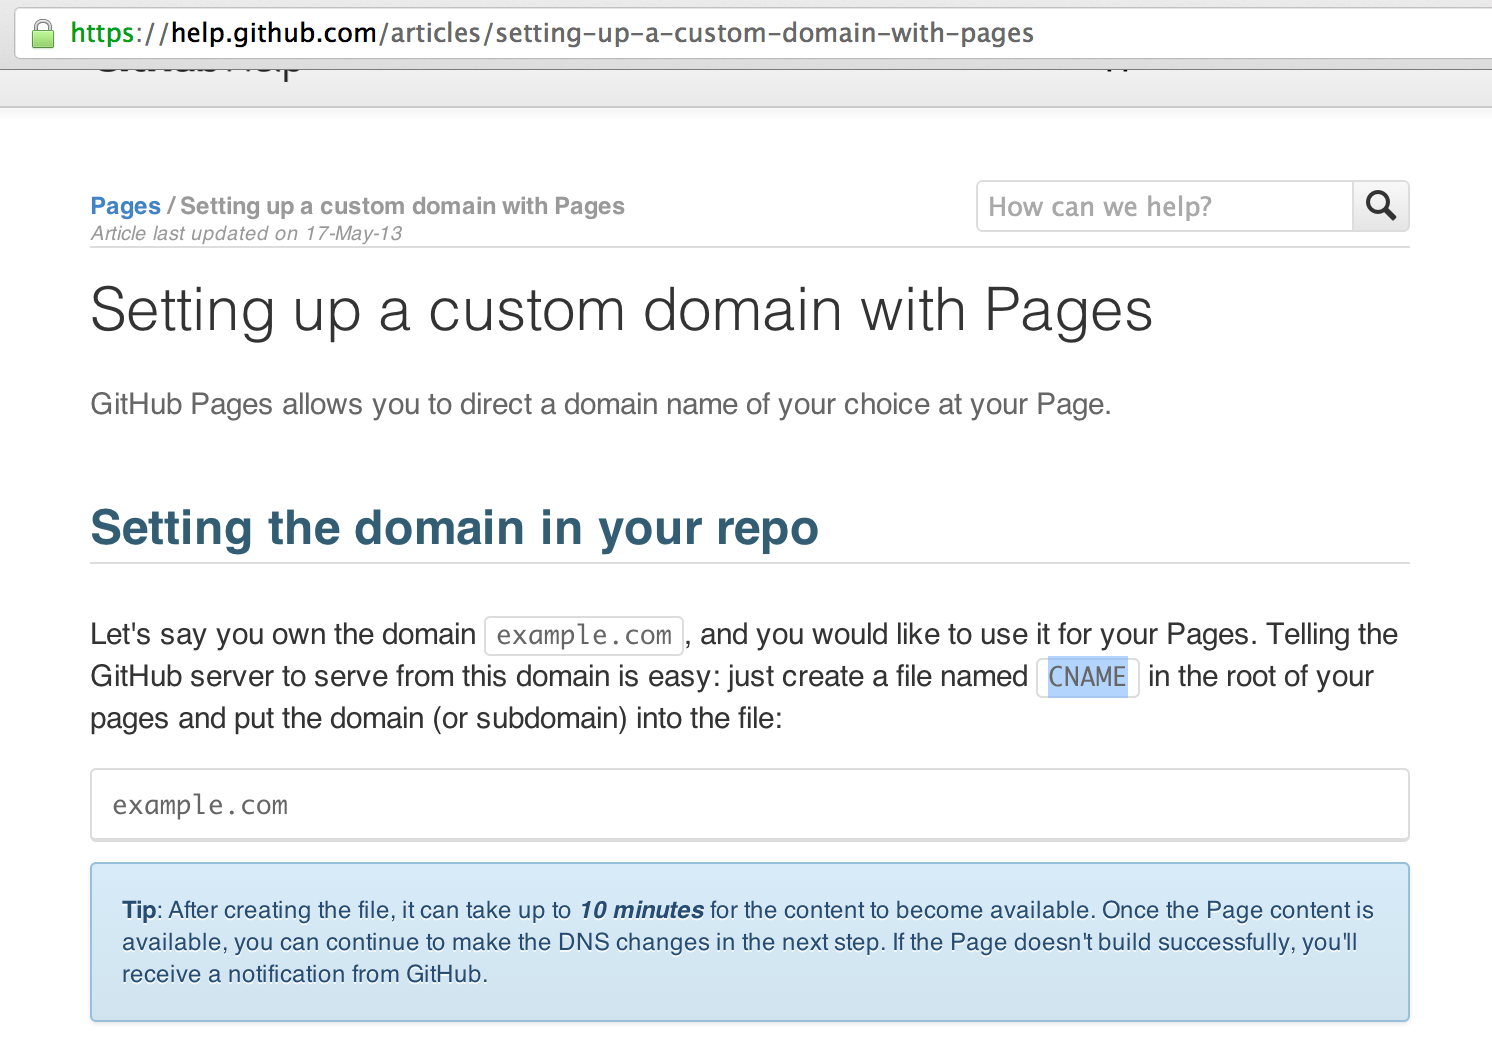 https://help.github.com/articles/setting-up-a-custom-domain-with-pages
Pages / Setting up a custom domain with Pages
Article last updated on 17-May-13
How can we help?
Setting up a custom domain with Pages
GitHub Pages allows you to direct a domain name of your choice at your Page.
Setting the domain in your repo
Let's say you own the domain example.com, and you would like to use it for your Pages. Telling the
GitHub server to serve from this domain is easy: just create a file named CNAME in the root of your
pages and put the domain (or subdomain) into the file:
example.com
Tip: After creating the file, it can take up to 10 minutes for the content to become available. Once the Page content is
available, you can continue to make the DNS changes in the next step. If the Page doesn't build successfully, you'll
receive a notification from GitHub.